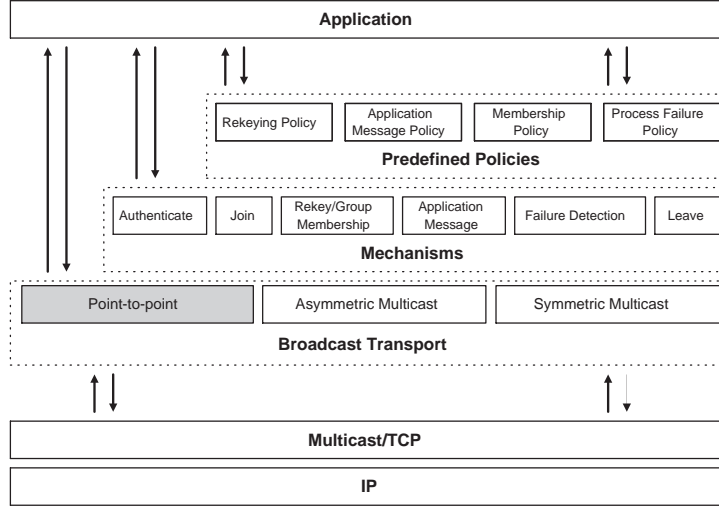 Application
Rekeying Policy
Application
Message Policy
Membership
Policy
Process Failure
Policy
Predefined Policies
Authenticate
Join
Rekey/Group
Membership
Application
Message
Failure Detection
Leave
Mechanisms
Point-to-point
Asymmetric Multicast
Symmetric Multicast
Broadcast Transport
Multicast/TCP
IP